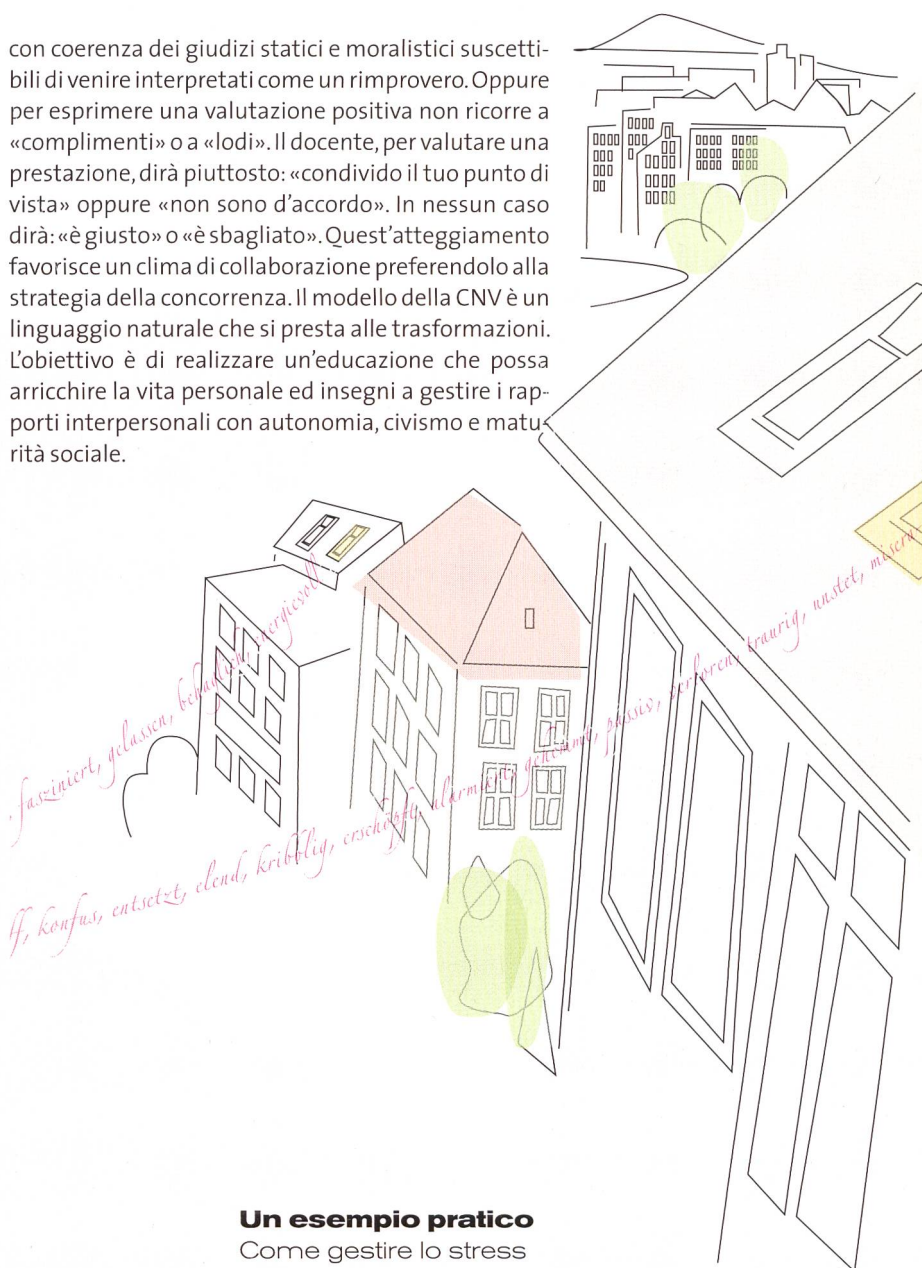 con coerenza dei giudizi statici e moralistici suscetti-
bili di venire interpretati come un rimprovero. Oppure
per esprimere una valutazione positiva non ricorre a
«complimenti» o a «lodi». Il docente, per valutare una
prestazione, dirà piuttosto: «condivido il tuo punto di
vista» oppure «non sono d’accordo». In nessun caso
dirà: «è giusto» o «è sbagliato». Quest’atteggiamento
favorisce un clima di collaborazione preferendolo alla
strategia della concorrenza. Il modello della CNV è un
linguaggio naturale che si presta alle trasformazioni.
L’obiettivo è di realizzare un’educazione che possa
arricchire la vita personale ed insegni a gestire i rap-
porti interpersonali con autonomia, civismo e matu-
rità sociale.
fasziniert, gelassen, behaglich, energievoll
ff, konfus, entsetzt, elend, kribblig, erschöpft, alarmiert, gehemmt, passiv, verloren, traurig, unstet, misera
Un esempio pratico
Come gestire lo stress